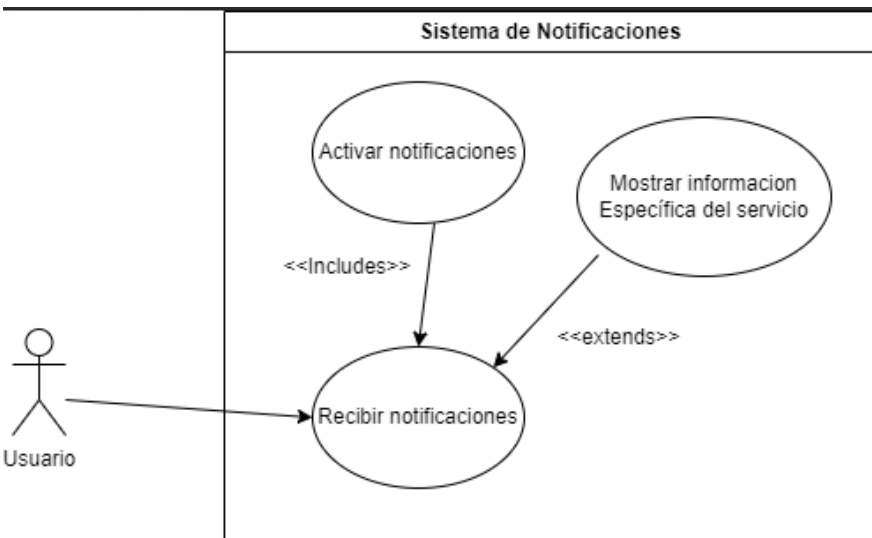 Sistema de Notificaciones
Activar notificaciones
Mostrar informacion
Específica del servicio
<<Includes>>
<<extends>>
Recibir notificaciones
Usuario